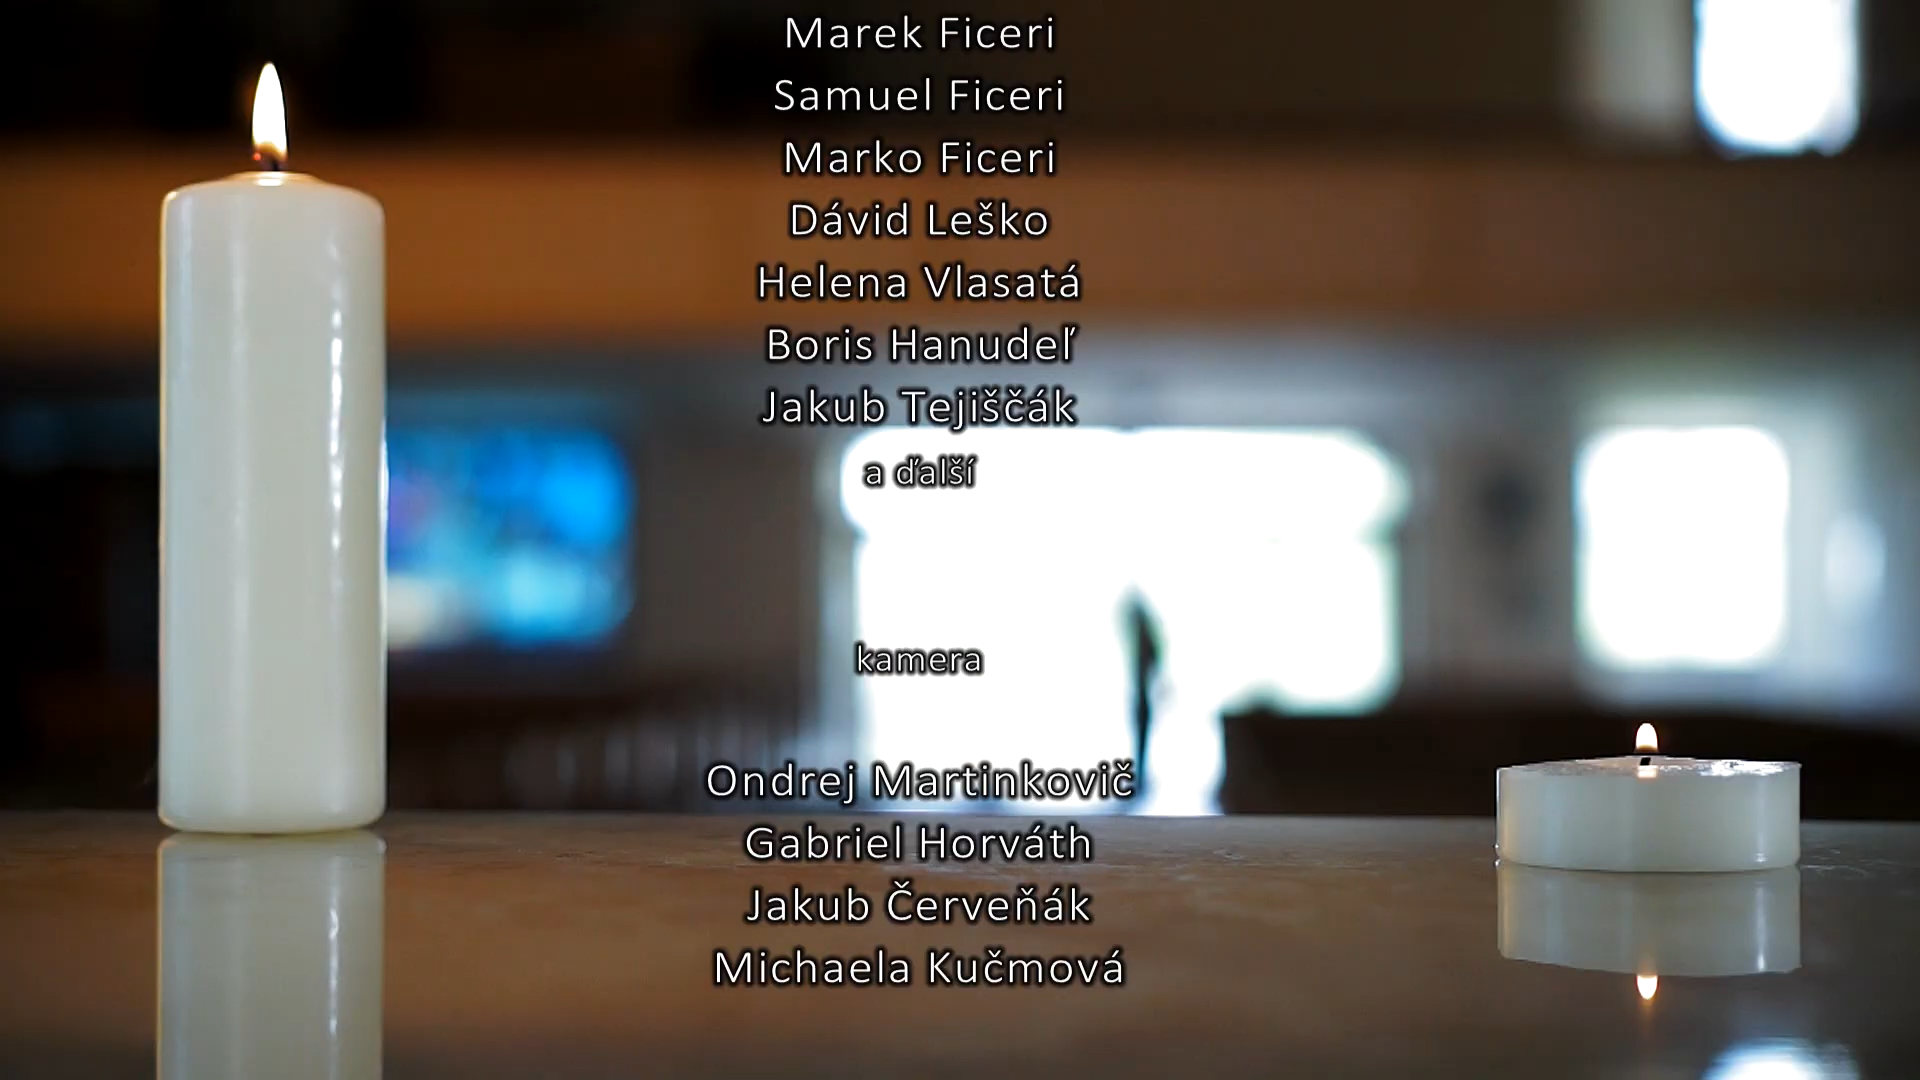 Marek Ficeri
Samuel Ficeri
Marko Ficeri
Dávid Leško
Helena Vlasatá
Boris Hanudeľ
Jakub Tejiščák
a ďalší
kamera
Ondrej Martinkovič
Gabriel Horváth
Jakub Červeňák
Michaela Kučmová